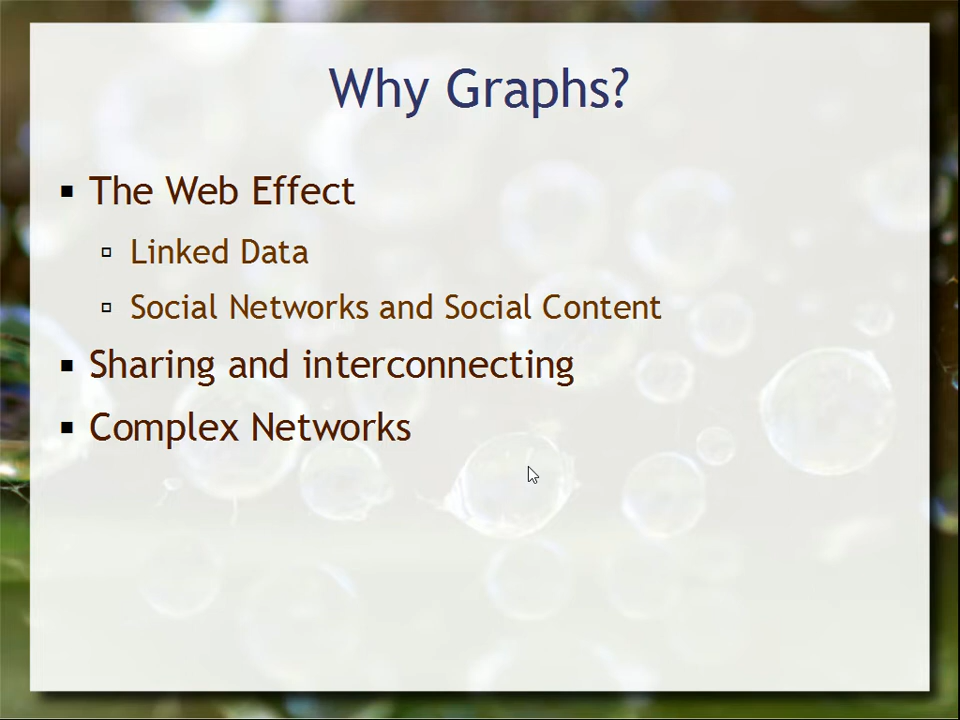 Why Graphs?
The Web Effect
Linked Data
Social Networks and Social Content
Sharing and interconnecting
Complex Networks